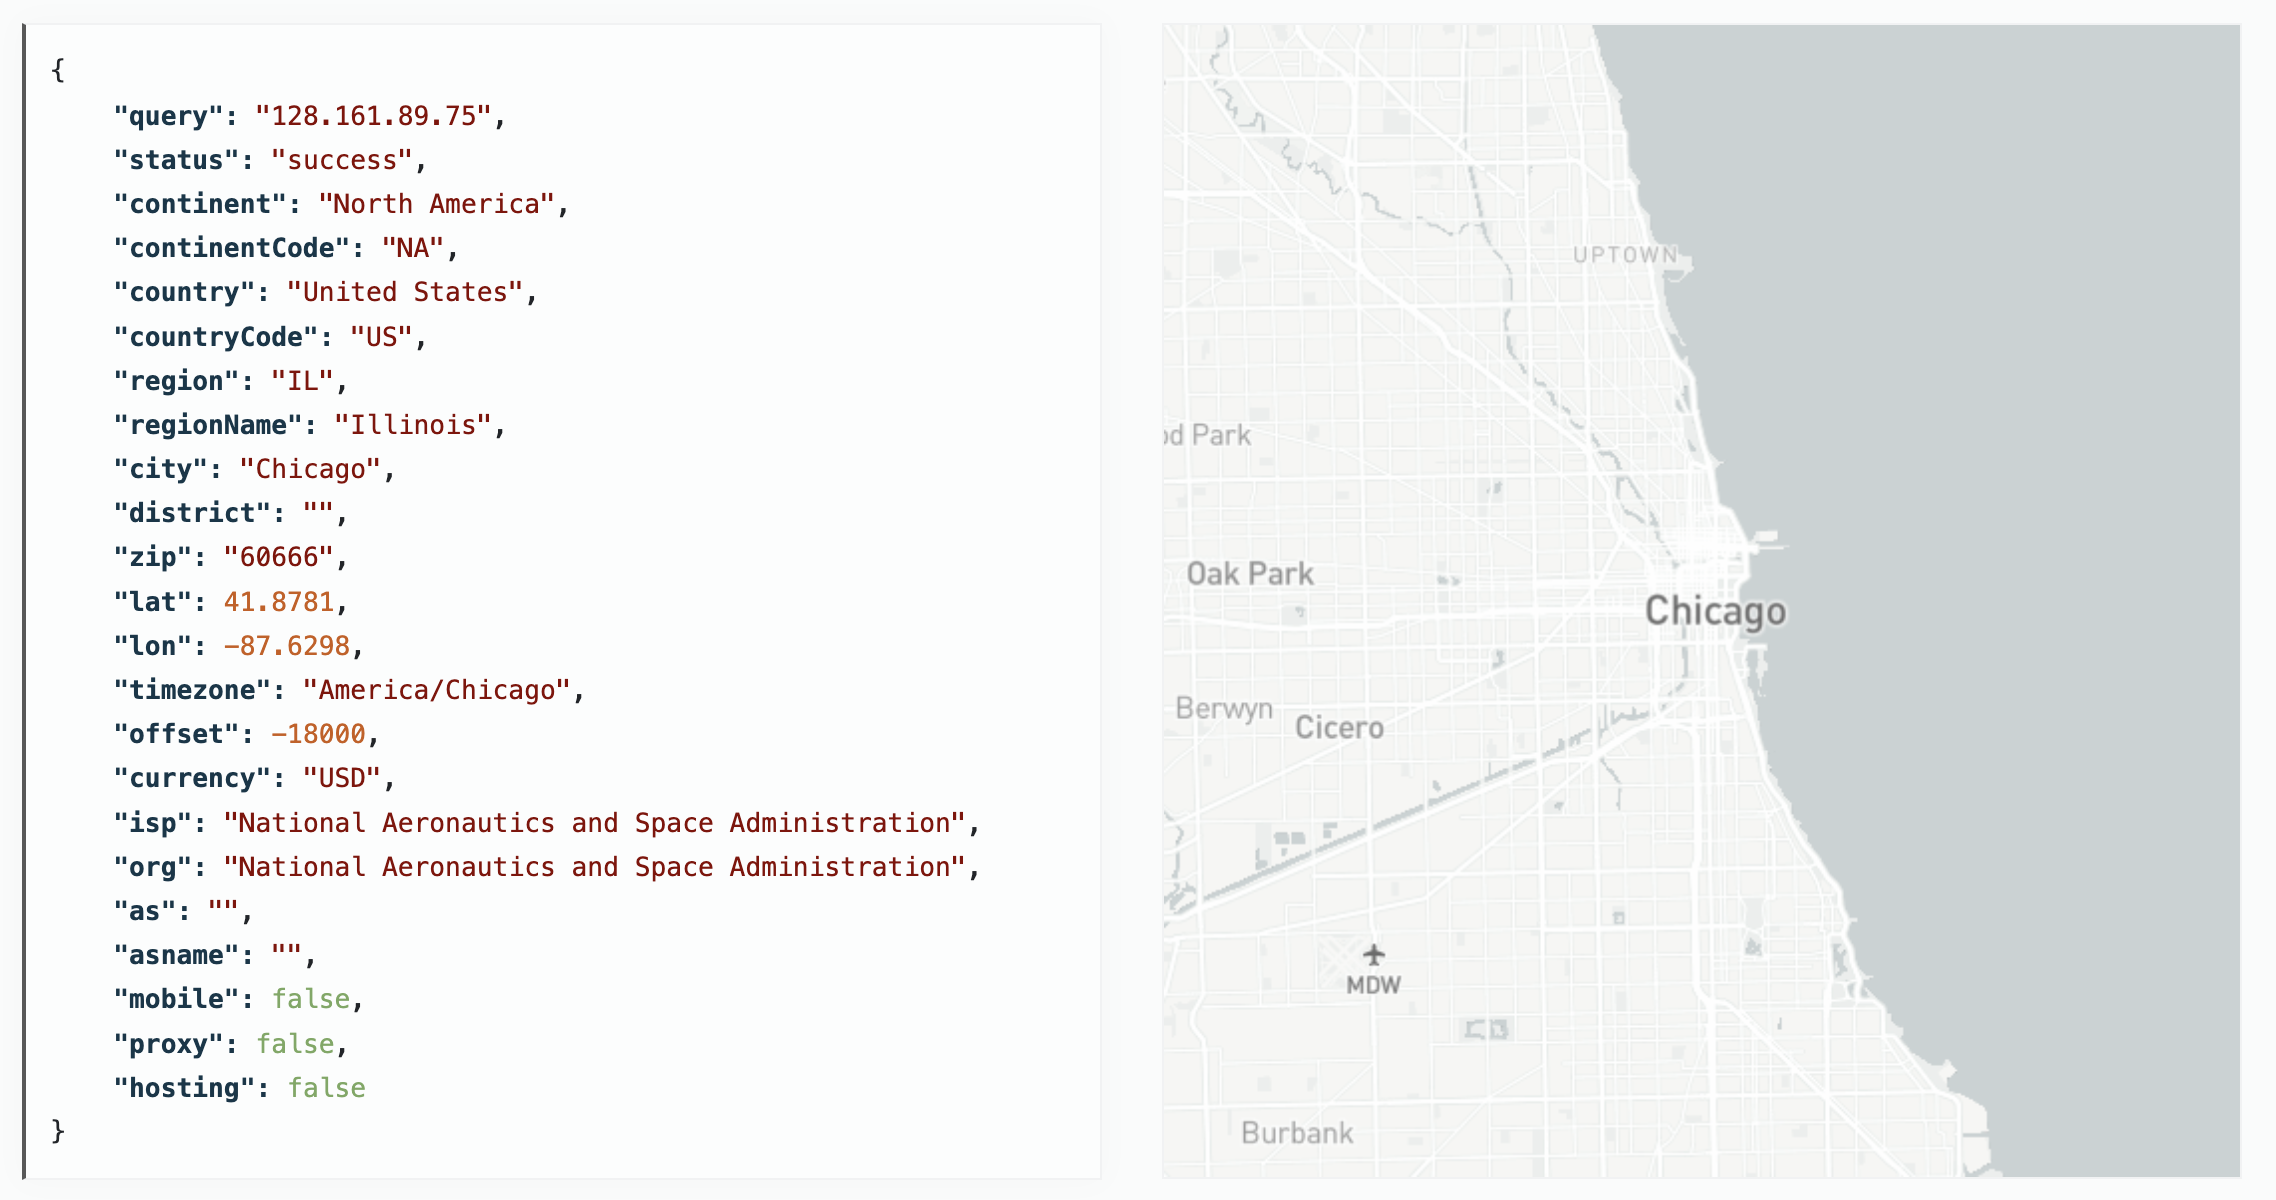 {
"query": "128.161.89.75",
"status": "success",
"continent": "North America",
"continentCode": "NA",
"country": "United States",
"countryCode": "US",
"region": "IL",
"regionName": "Illinois",
"city": "Chicago",
"district": "",
"zip": "60666",
"lat": 41.8781,
"lon": -87.6298,
"timezone": "America/Chicago",
"offset": -18000,
"currency": "USD",
"isp": "National Aeronautics and Space Administration",
"org": "National Aeronautics and Space Administration",
"as": "",
"asname": "",
"mobile": false,
"proxy": false,
"hosting": false
}
UPTOWN
od Park
Oak Park
Chicago
Berwyn
Cicero
MDW
Burbank